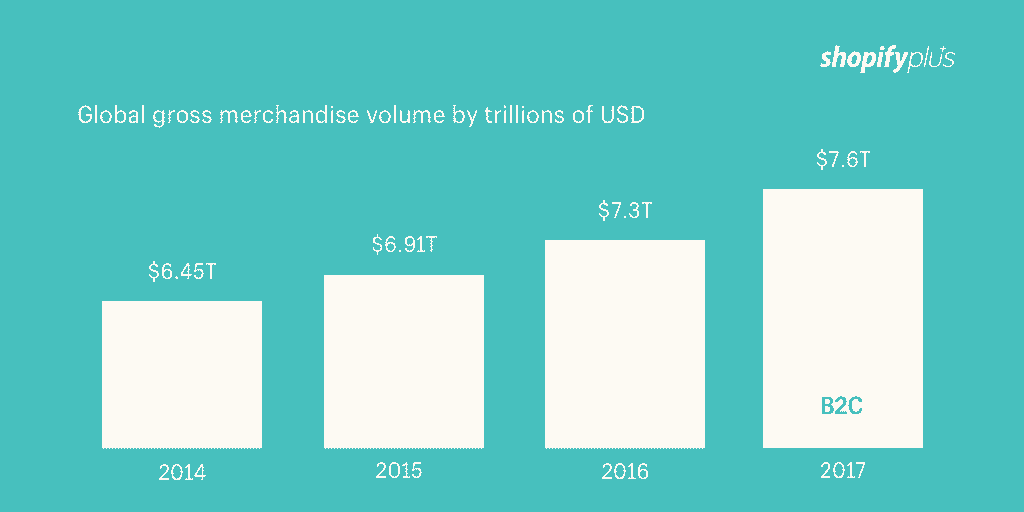 shopifyplus
Global gross merchandise volume by trillions of USD
$6.45T
$6.91T
$7.3T
$7.6T
B2C
2014
2015
2016
2017